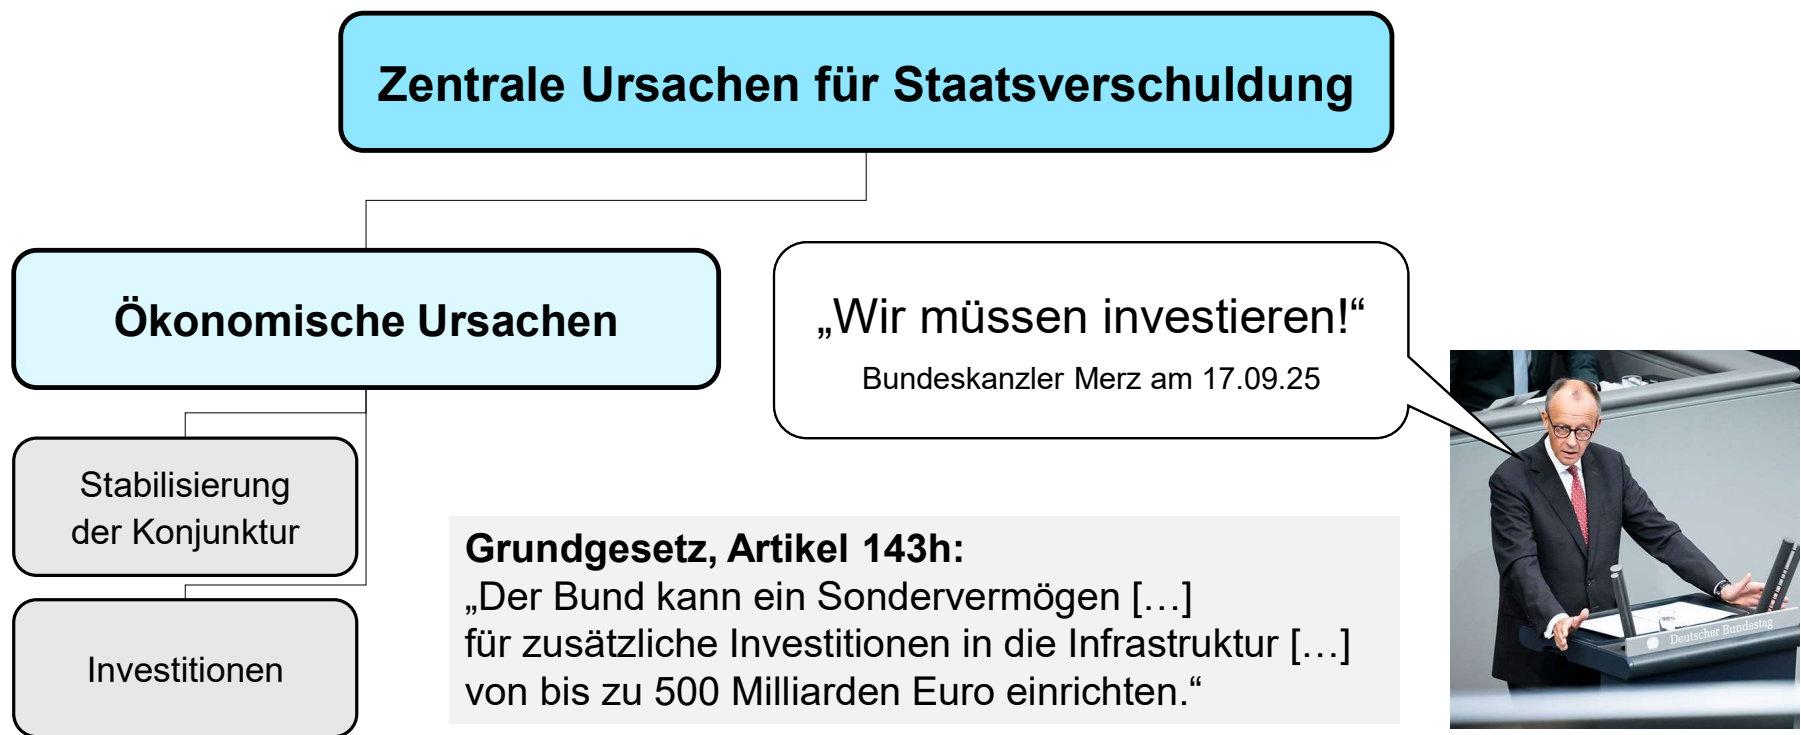 Zentrale Ursachen für Staatsverschuldung
Ökonomische Ursachen
„Wir müssen investieren!“
Bundeskanzler Merz am 17.09.25
Stabilisierung
der Konjunktur
Investitionen
Grundgesetz, Artikel 143h:
„Der Bund kann ein Sondervermögen […]
für zusätzliche Investitionen in die Infrastruktur […]
von bis zu 500 Milliarden Euro einrichten.“
Deutscher Bundestag